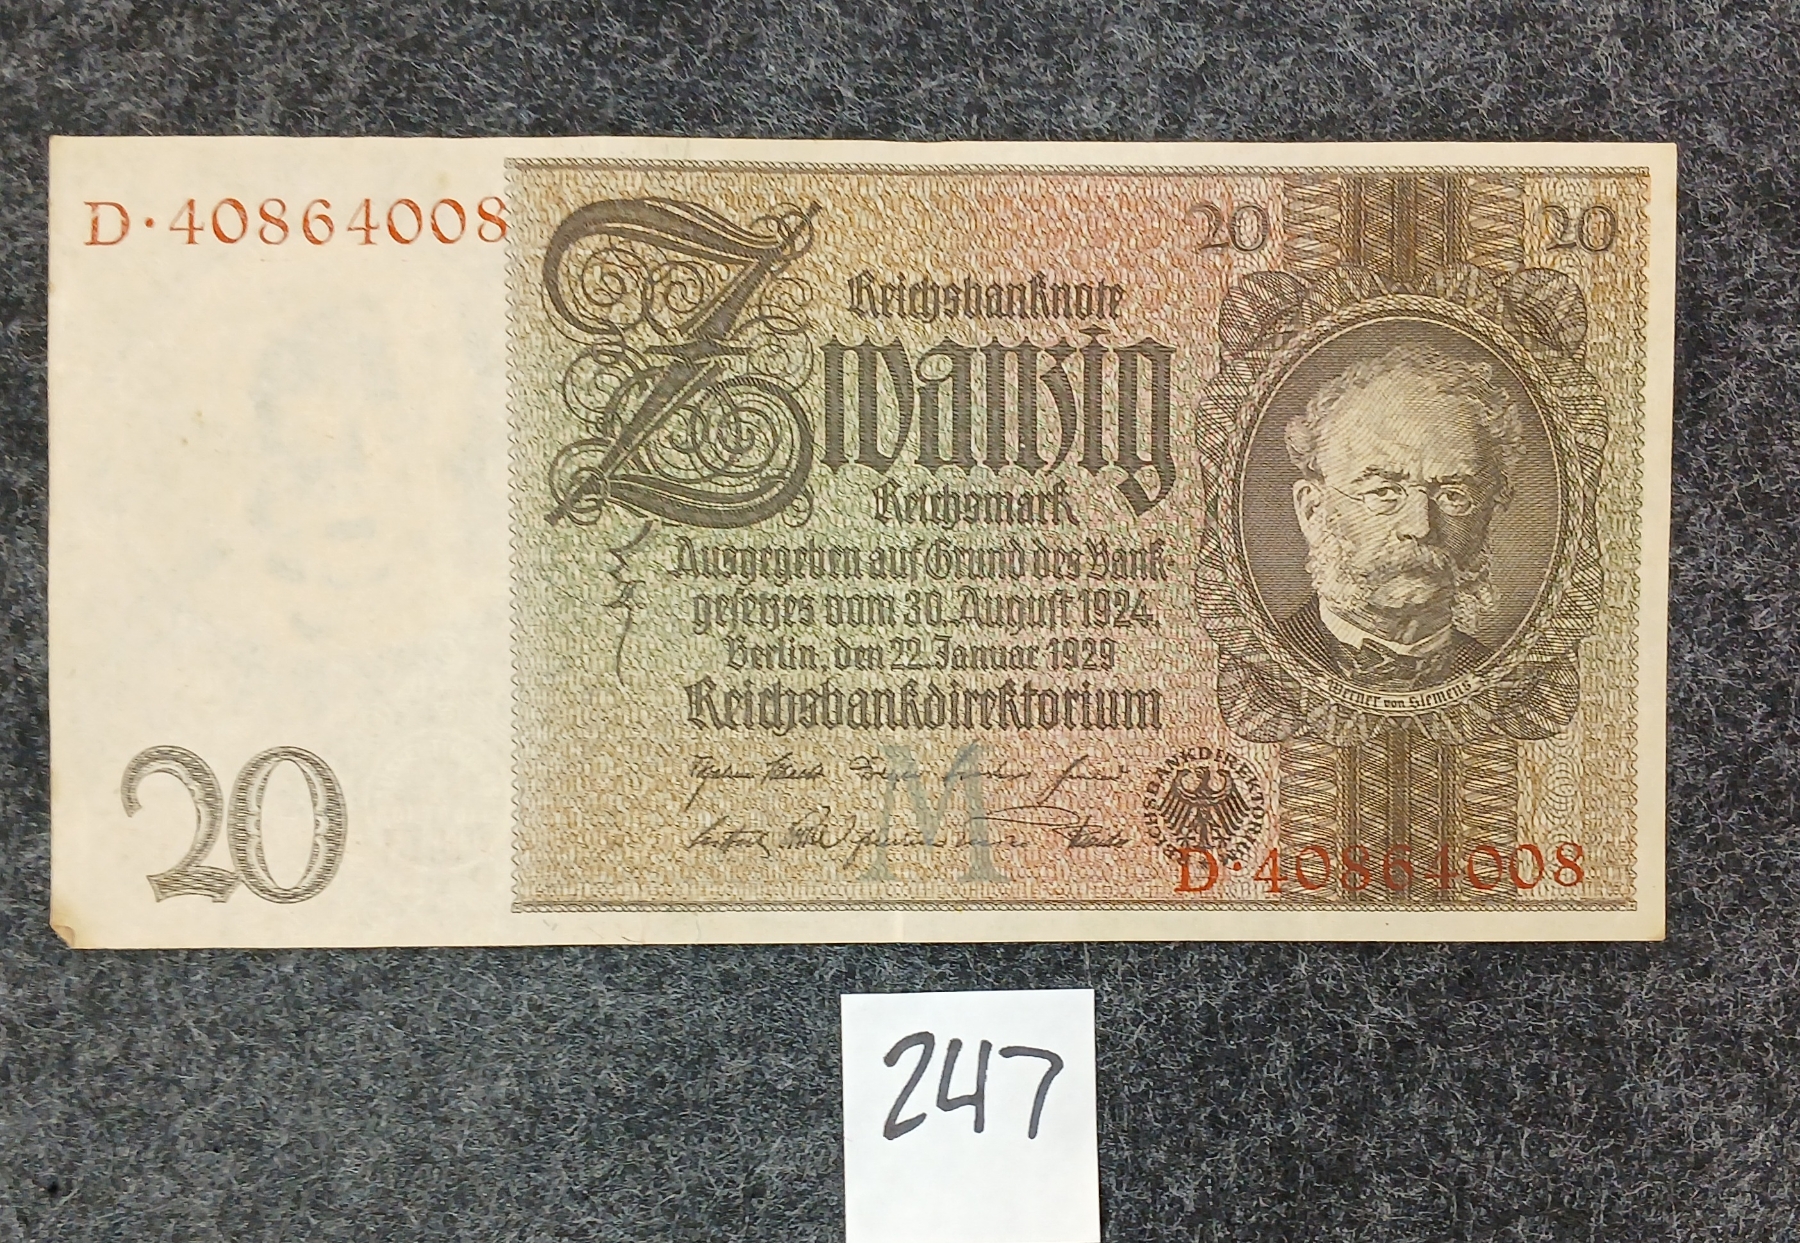 D·40864008
20
20
Reichsbanknote
Zwanzig
Reichsmark
Ausgegeben auf Grund des Bank-
gesetzes vom 30. August 1924.
Berlin, den 22. Januar 1929
Reichsbankdirektorium
Werner von Siemens
M
REICHSBANKDIREKTORIUM
D·40864008
20
247